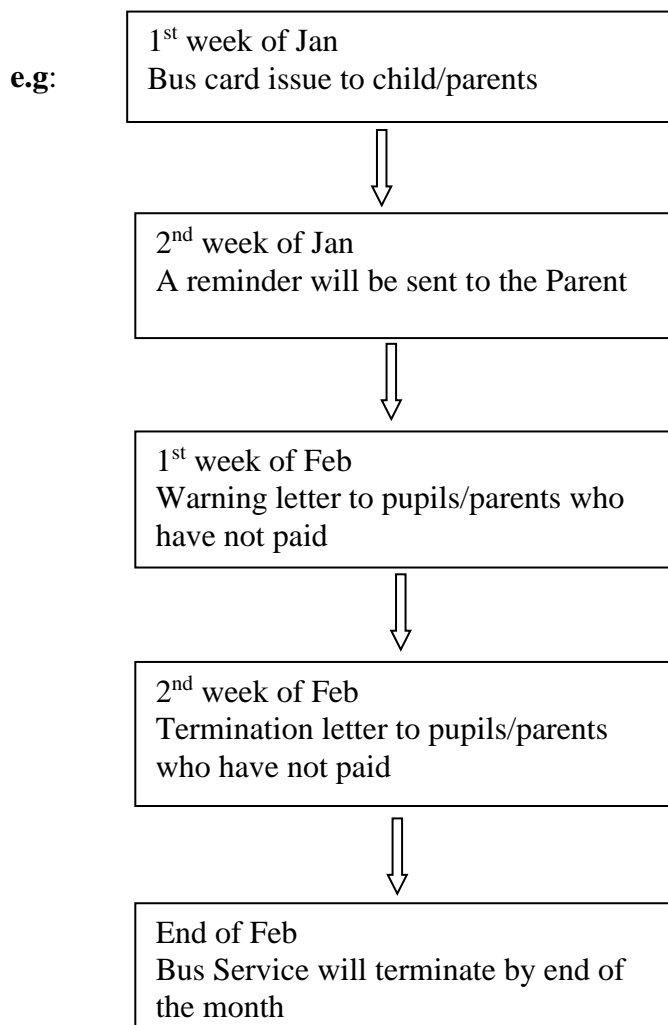 1st week of Jan
e.g:
Bus card issue to child/parents
2nd week of Jan
A reminder will be sent to the Parent
1st week of Feb
Warning letter to pupils/parents who
have not paid
2nd week of Feb
Termination letter to pupils/parents
who have not paid
End of Feb
Bus Service will terminate by end of
the month